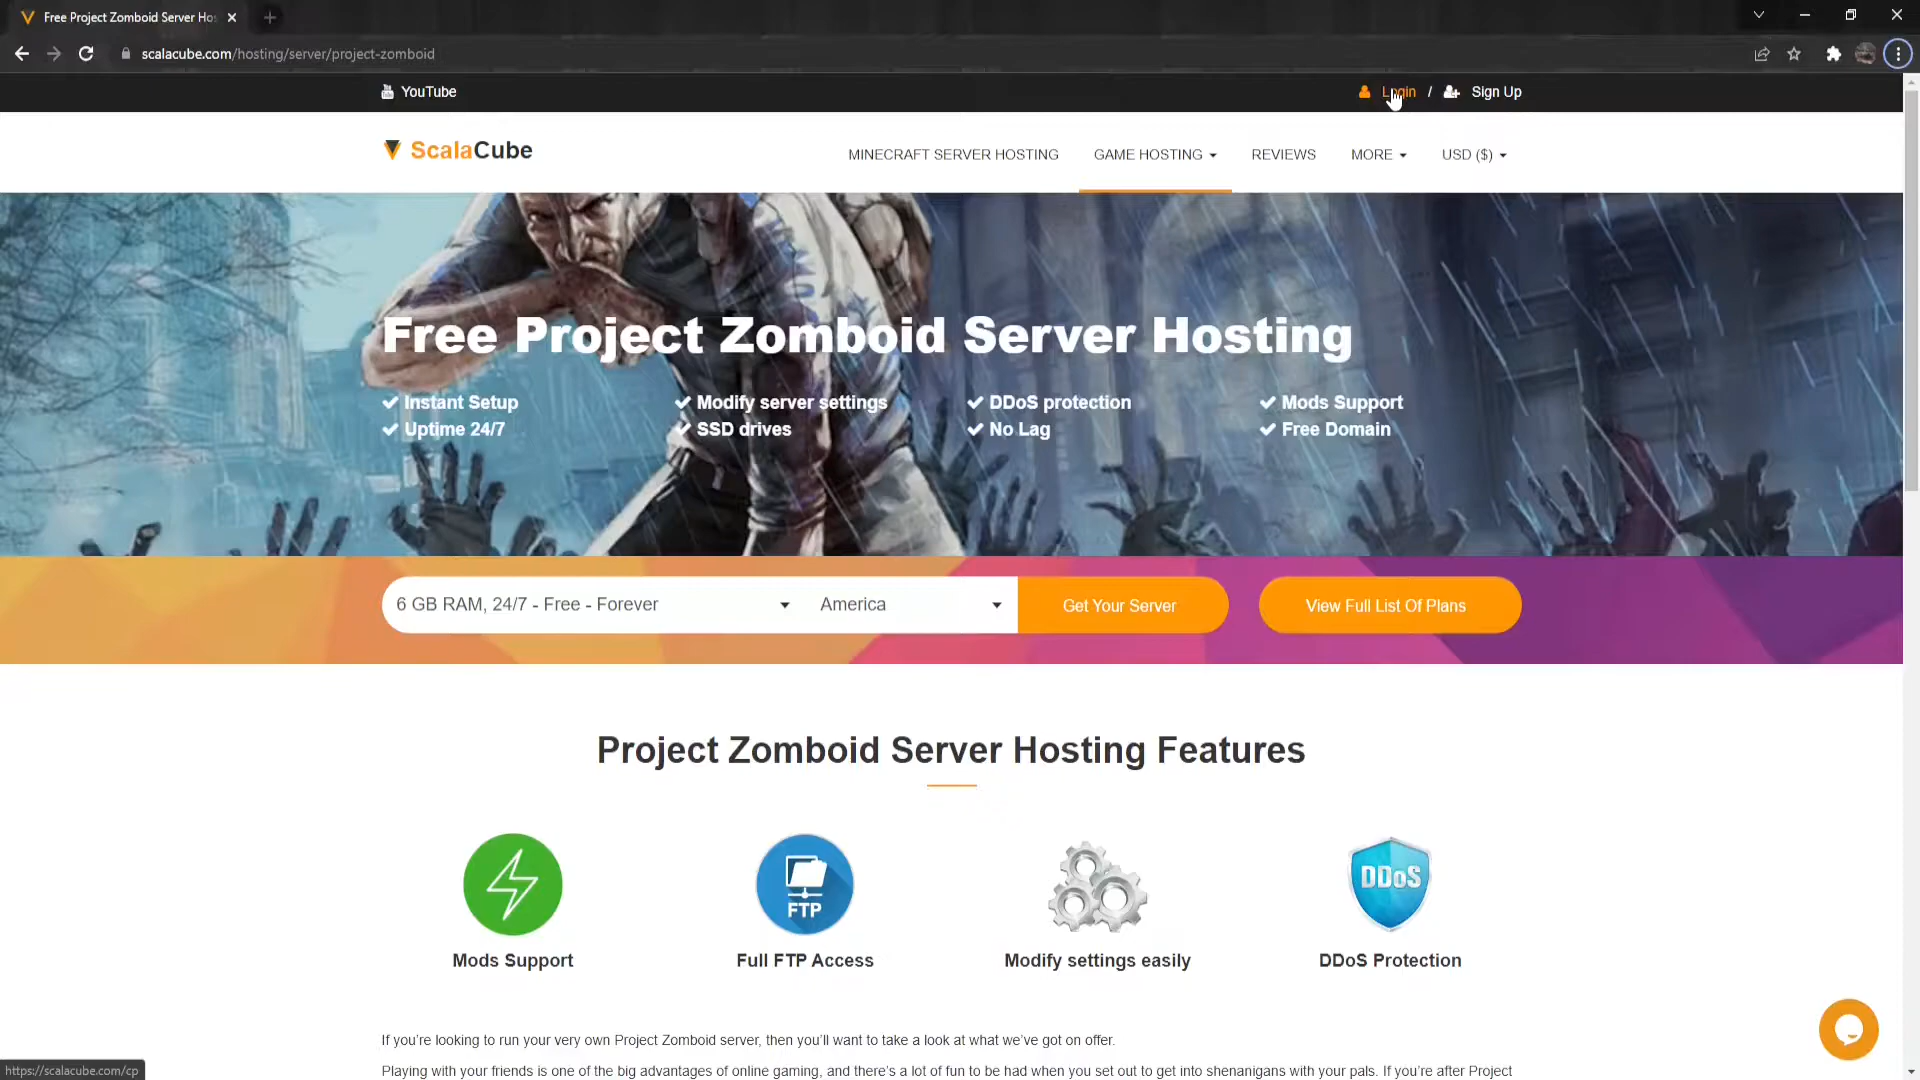 Free Project Zomboid Server Hos
scalacube.com/hosting/server/project-zomboid
YouTube
Login / Sign Up
ScalaCube
MINECRAFT SERVER HOSTING
GAME HOSTING
REVIEWS
MORE
USD ($)
Free Project Zomboid Server Hosting
Instant Setup
Modify server settings
DDoS protection
Mods Support
Uptime 24/7
SSD drives
No Lag
Free Domain
6 GB RAM, 24/7 - Free - Forever
America
Get Your Server
View Full List Of Plans
Project Zomboid Server Hosting Features
FTP
DDoS
Mods Support
Full FTP Access
Modify settings easily
DDoS Protection
If you're looking to run your very own Project Zomboid server, then you'll want to take a look at what we've got on offer.
Playing with your friends is one of the big advantages of online gaming, and there's a lot of fun to be had when you set out to get into shenanigans with your pals. If you're after Project
https://scalacube.com/cp